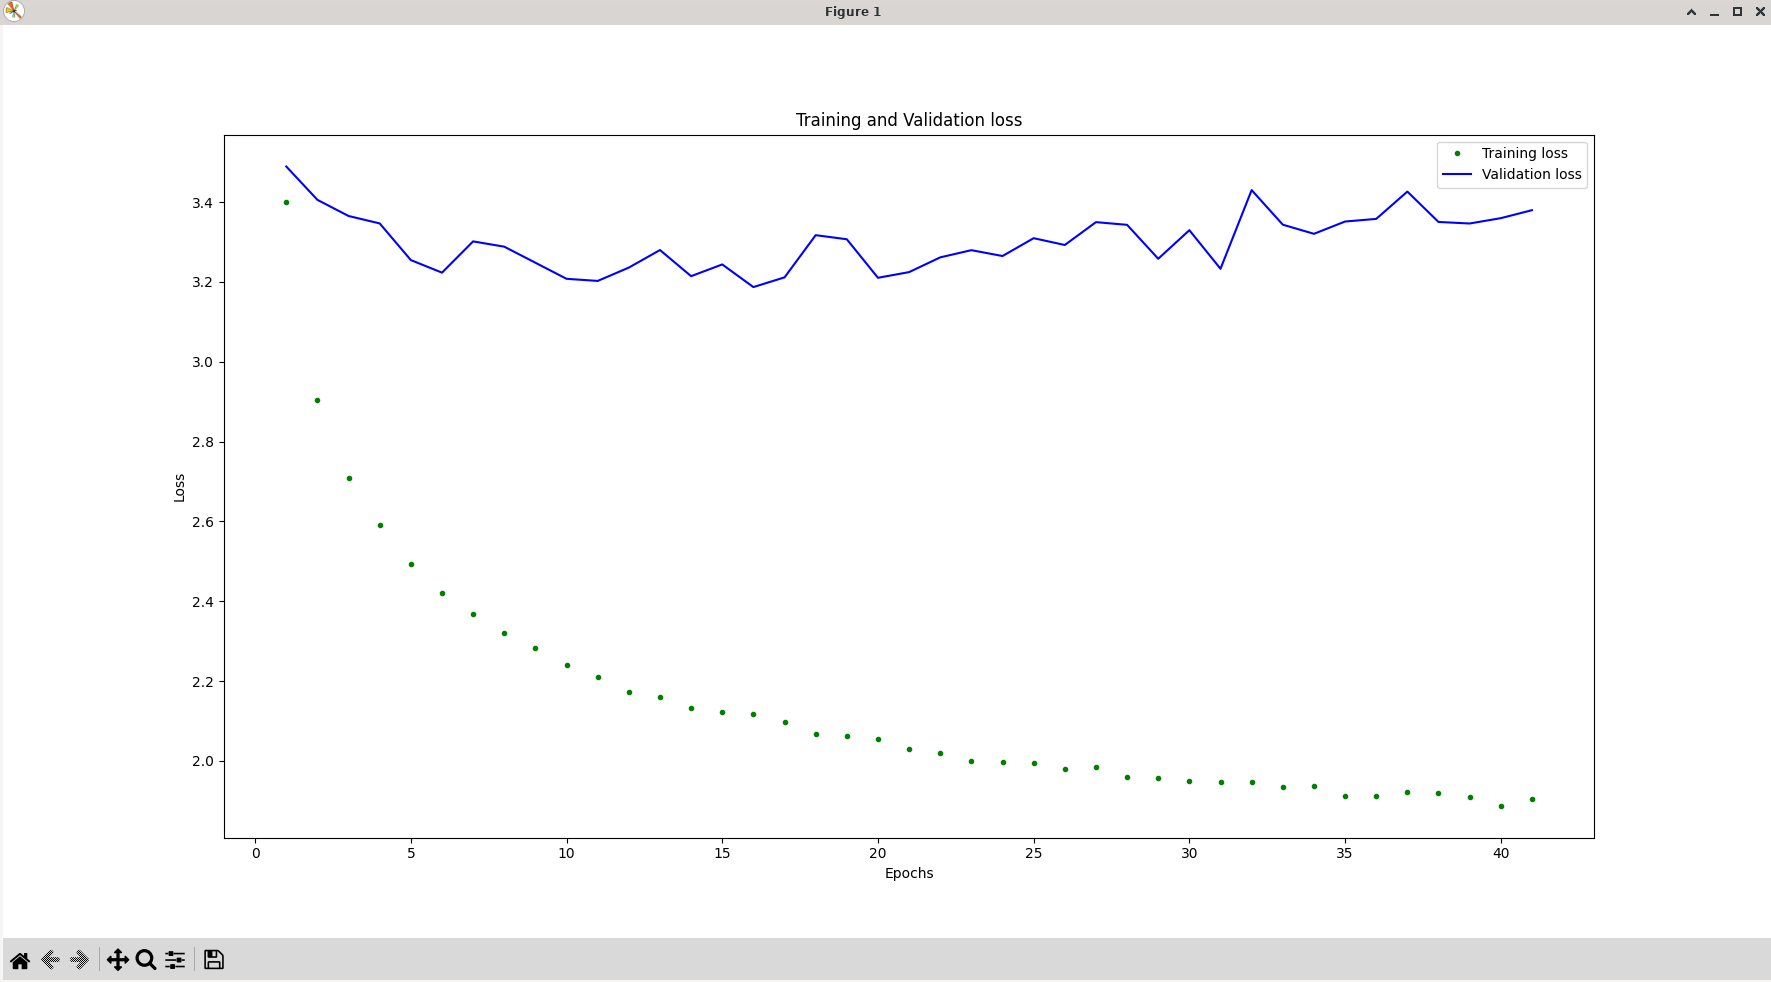 Figure 1
Training and Validation loss
Training loss
Validation loss
3.4
3.2
3.0
2.8
2.6
2.4
2.2
2.0
Loss
0 5 10 15 20 25 30 35 40
Epochs